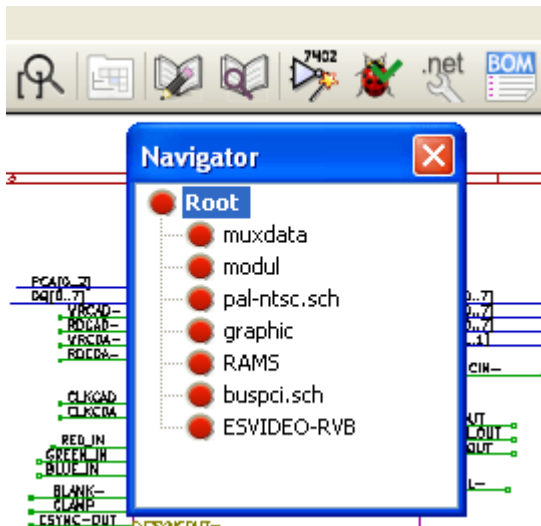 7402
.net
BOM
Navigator
Root
muxdata
modul
pal-ntsc.sch
graphic
RAMS
buspci.sch
ESVIDEO-RVB
PCA[0..2]
DQ[0..7]
VRCAD-
RDCAD-
VRCDA-
RDCDA-
CLKCAD
CLKCDA
RED_IN
GREEN_IN
BLUE_IN
BLANK-
CLAMP
CSYNC-OUT